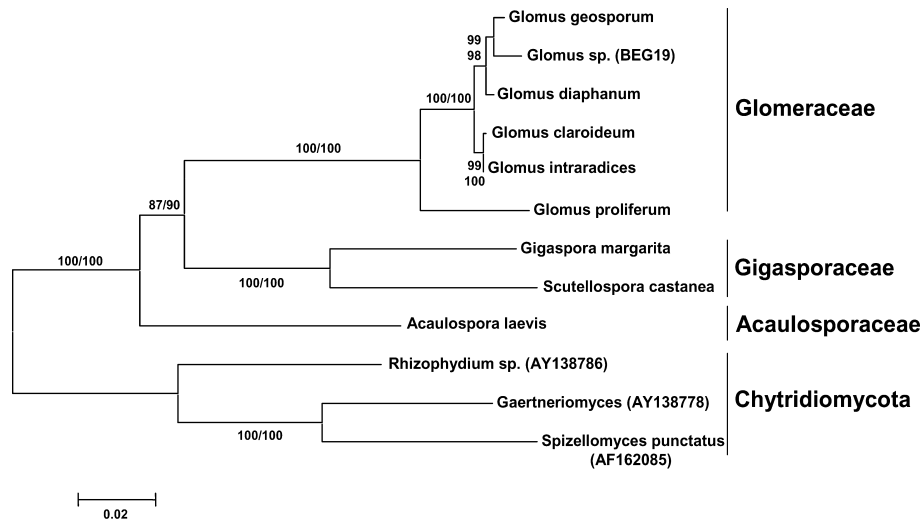 Glomus geosporum
99
98
Glomus sp. (BEG19)
100/100
Glomus diaphanum
Glomeraceae
Glomus claroideum
100/100
99
Glomus intraradices
100
87/90
Glomus proliferum
Gigaspora margarita
100/100
Gigasporaceae
100/100
Scutellospora castanea
Acaulospora laevis
Acaulosporaceae
Rhizophydium sp. (AY138786)
Gaertneriomyces (AY138778)
Chytridiomycota
100/100
Spizellomyces punctatus
(AF162085)
0.02